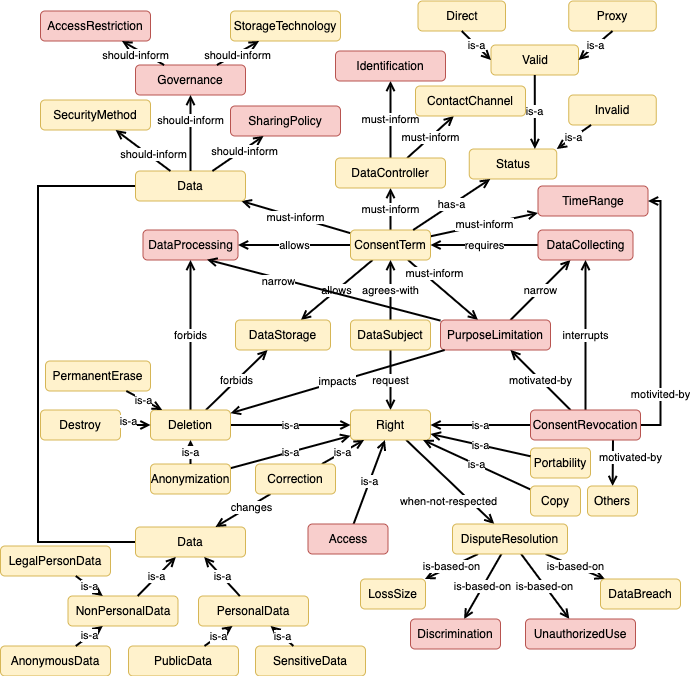 Direct
Proxy
AccessRestriction
StorageTechnology
is-a
is-a
should-inform
should-inform
Valid
Governance
Identification
ContactChannel
Invalid
SecurityMethod
should-inform
SharingPolicy
must-inform
is-a
must-inform
is-a
should-inform
should-inform
Data
DataController
Status
has-a
TimeRange
must-inform
must-inform
must-inform
DataProcessing
allows
ConsentTerm
requires
DataCollecting
must-inform
narrow
allows
agrees-with
narrow
forbids
DataStorage
DataSubject
PurposeLimitation
interrupts
PermanentErase
forbids
impacts
request
motivated-by
motivited-by
is-a
Destroy
is-a
Deletion
is-a
Right
is-a
ConsentRevocation
is-a
is-a
is-a
is-a
motivated-by
Portability
is-a
Anonymization
Correction
is-a
when-not-respected
Copy
Others
changes
Data
Access
DisputeResolution
LegalPersonData
is-based-on
is-based-on
is-a
is-a
is-a
is-based-on
is-based-on
LossSize
DataBreach
NonPersonalData
PersonalData
is-a
is-a
is-a
Discrimination
UnauthorizedUse
AnonymousData
PublicData
SensitiveData